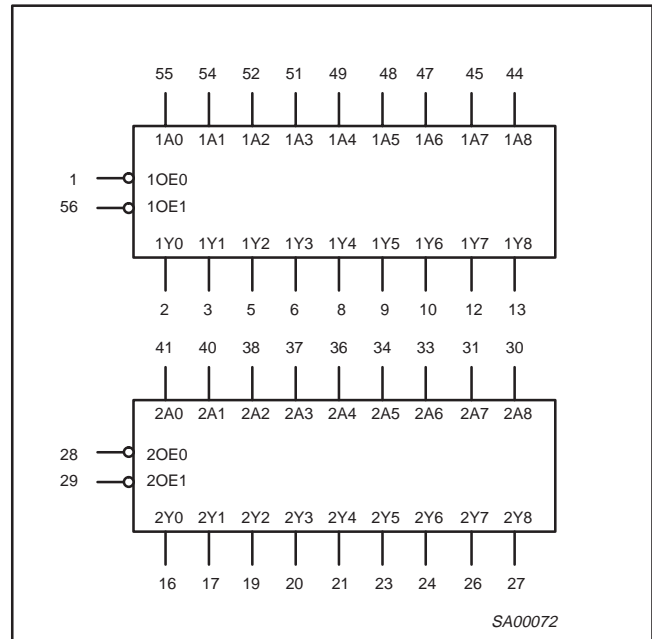 55 54 52 51 49 48 47 45 44
1A0 1A1 1A2 1A3 1A4 1A5 1A6 1A7 1A8
1 1OE0
56 1OE1
1Y0 1Y1 1Y2 1Y3 1Y4 1Y5 1Y6 1Y7 1Y8
2 3 5 6 8 9 10 12 13
41 40 38 37 36 34 33 31 30
2A0 2A1 2A2 2A3 2A4 2A5 2A6 2A7 2A8
28 2OE0
29 2OE1
2Y0 2Y1 2Y2 2Y3 2Y4 2Y5 2Y6 2Y7 2Y8
16 17 19 20 21 23 24 26 27
SA00072